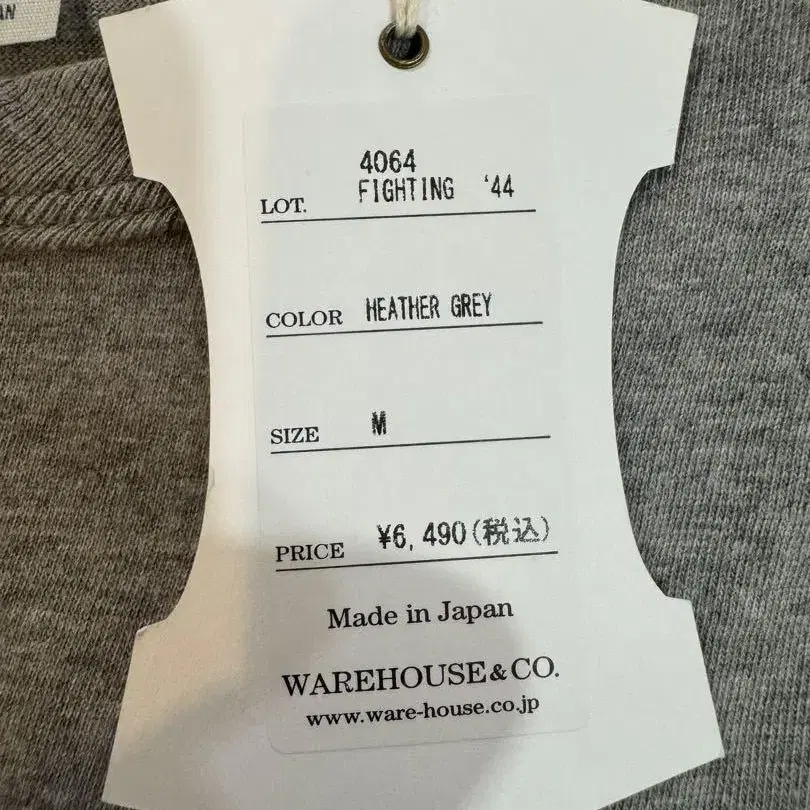 AN
4064
LOT. FIGHTING '44
COLOR HEATHER GREY
SIZE M
PRICE ¥6,490(税込)
Made in Japan
WAREHOUSE&CO.
www.ware-house.co.jp